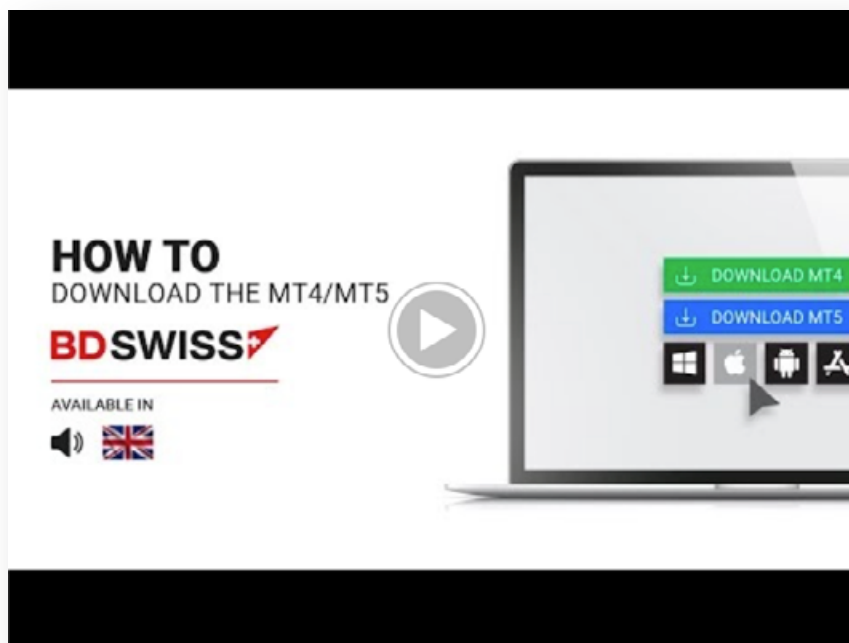 HOW TO
DOWNLOAD THE MT4/MT5
BDSWISS
AVAILABLE IN
DOWNLOAD MT4
DOWNLOAD MT5